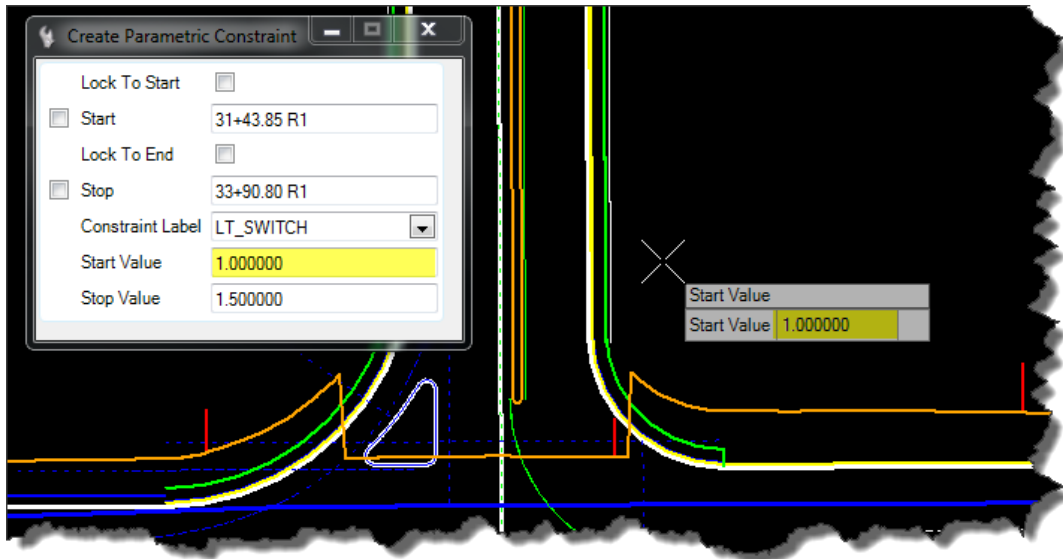 Create Parametric Constraint
Lock To Start
Start 31+43.85 R1
Lock To End
Stop 33+90.80 R1
Constraint Label LT_SWITCH
Start Value 1.000000
Stop Value 1.500000
Start Value
Start Value 1.000000